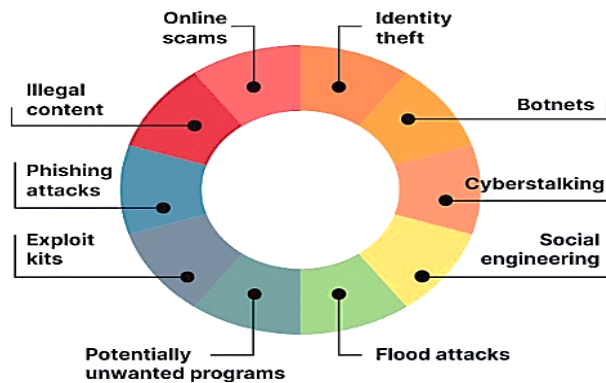 Online
scams
Identity
theft
Illegal
content
Botnets
Phishing
attacks
Cyberstalking
Exploit
kits
Social
engineering
Potentially
unwanted programs
Flood attacks